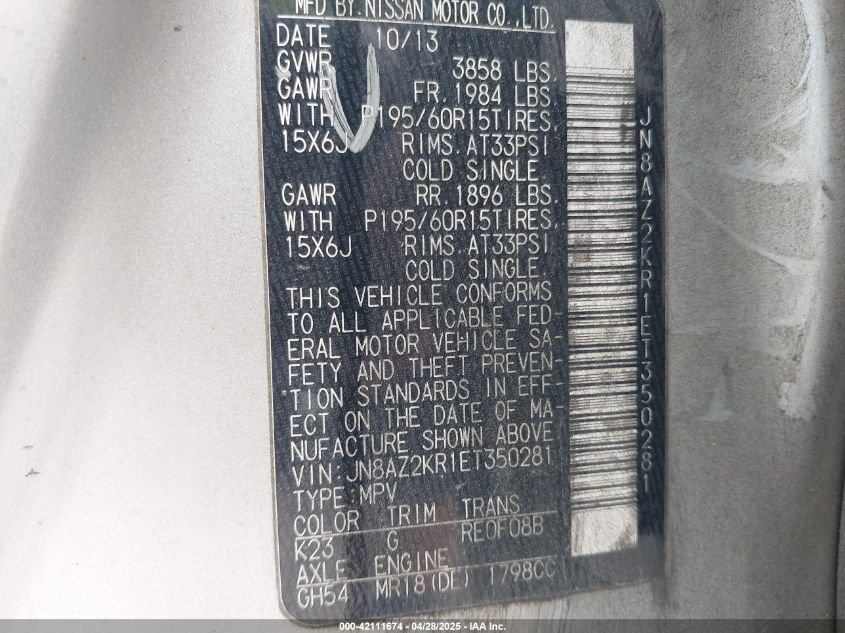 MFD BY. NISSAN MOTOR CO.,LTD.
DATE 10/13
GVWR 3858 LBS.
GAWR FR. 1984 LBS
WITH P195/60R15TIRES,
15X6J RIMS. AT33PSI
COLD SINGLE.
GAWR RR. 1896 LBS.
WITH P195/60R15TIRES,
15X6J RIMS. AT33PSI
COLD SINGLE.
THIS VEHICLE CONFORMS
TO ALL APPLICABLE FED-
ERAL MOTOR VEHICLE SA-
FETY AND THEFT PREVEN-
TION STANDARDS IN EFF-
ECT ON THE DATE OF MA-
NUFACTURE SHOWN ABOVE
VIN: JN8AZ2KR1ET350281
TYPE: MPV
COLOR TRIM TRANS
K23 G RE0F08B
AXLE ENGINE
GH54 MR18(DE) 1798CC
JN8AZ2KR1ET350281
000-42111674 - 04/28/2025 - IAA Inc.